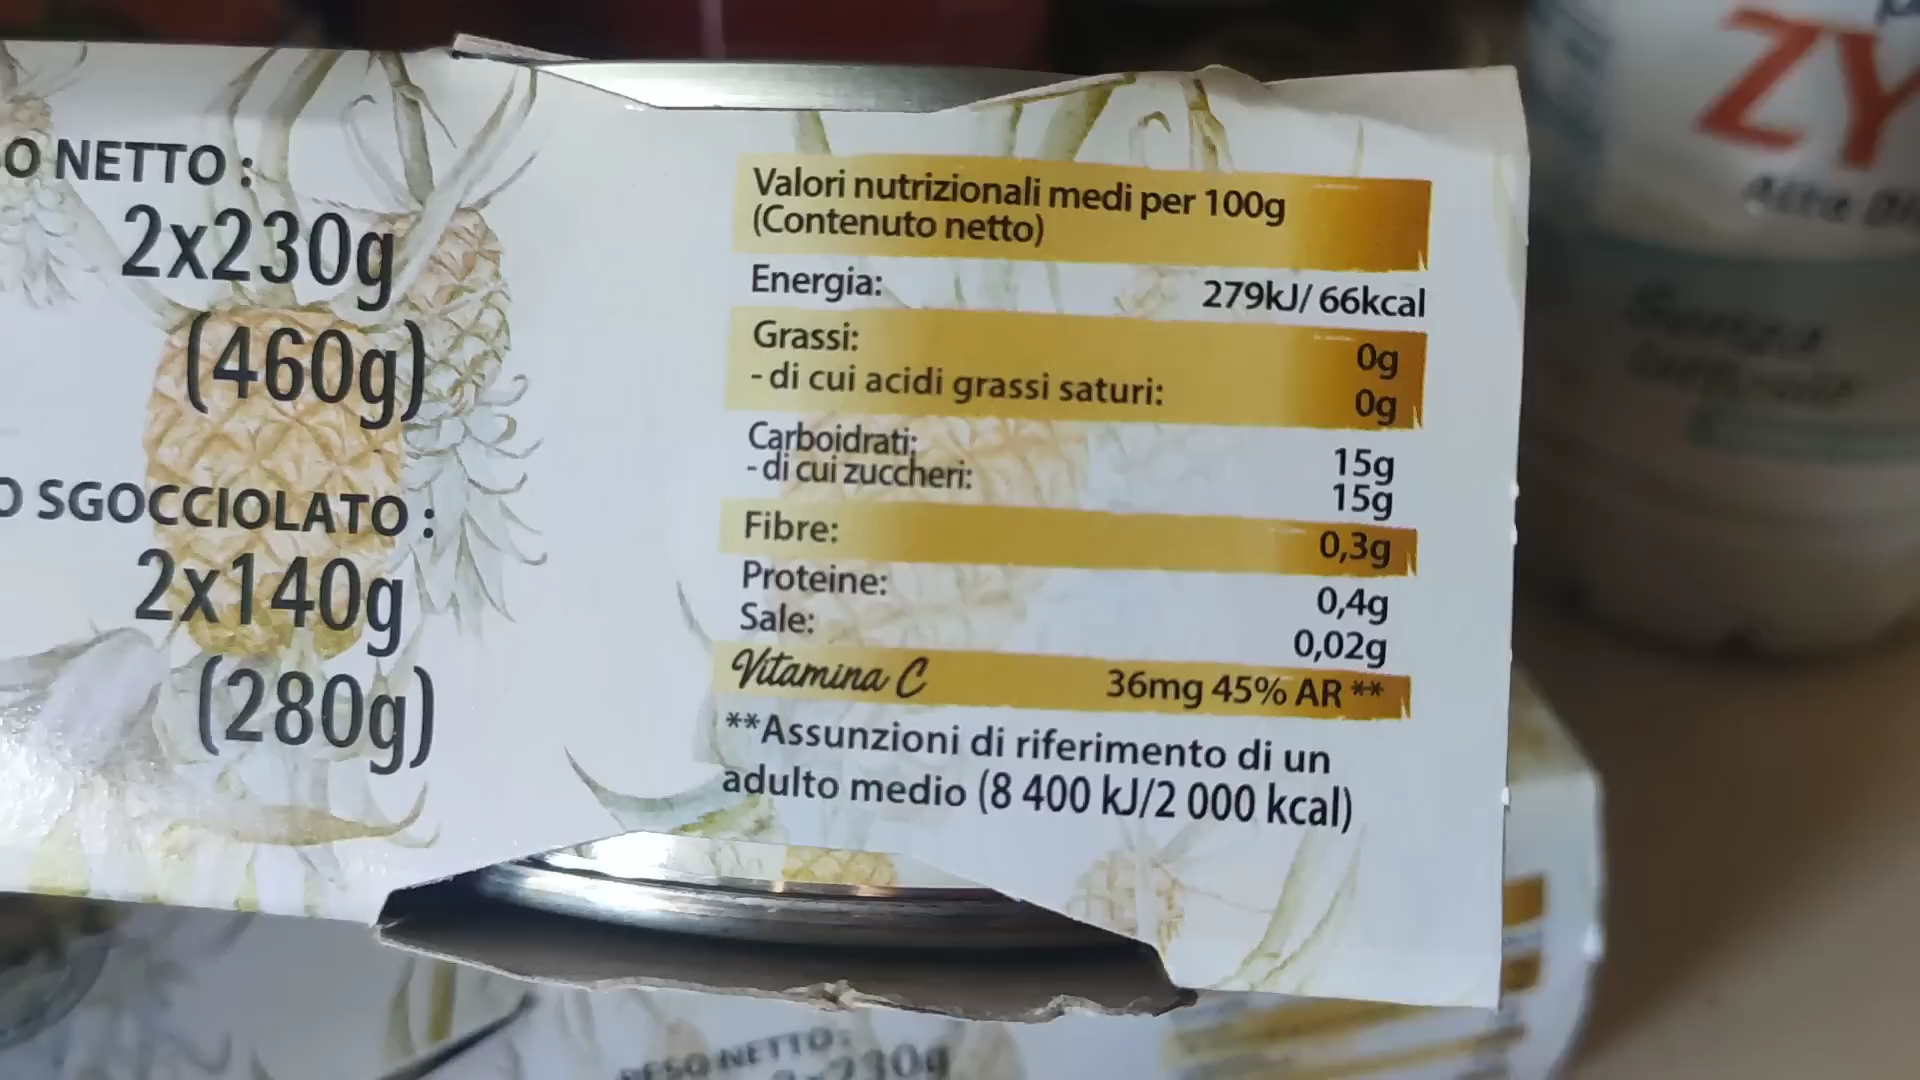 O NETTO :
2x230g
(460g)
O SGOCCIOLATO :
2x140g
(280g)
Valori nutrizionali medi per 100g
(Contenuto netto)
Energia: 279kJ/ 66kcal
Grassi: 0g
- di cui acidi grassi saturi: 0g
Carboidrati: 15g
- di cui zuccheri: 15g
Fibre: 0,3g
Proteine: 0,4g
Sale: 0,02g
Vitamina C 36mg 45% AR **
**Assunzioni di riferimento di un
adulto medio (8 400 kJ/2 000 kcal)
ZY
PESO NETTO:
230g